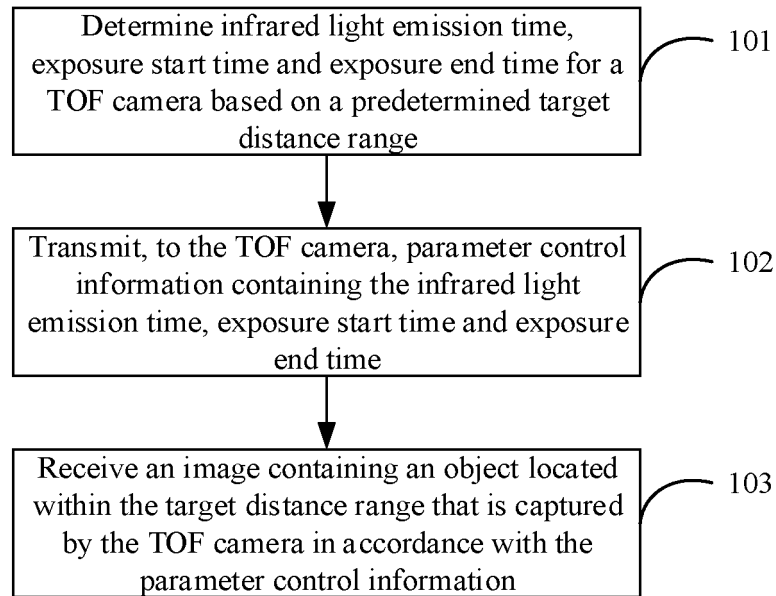 Determine infrared light emission time,
exposure start time and exposure end time for a
TOF camera based on a predetermined target
distance range
101
Transmit, to the TOF camera, parameter control
information containing the infrared light
emission time, exposure start time and exposure
end time
102
Receive an image containing an object located
within the target distance range that is captured
by the TOF camera in accordance with the
parameter control information
103